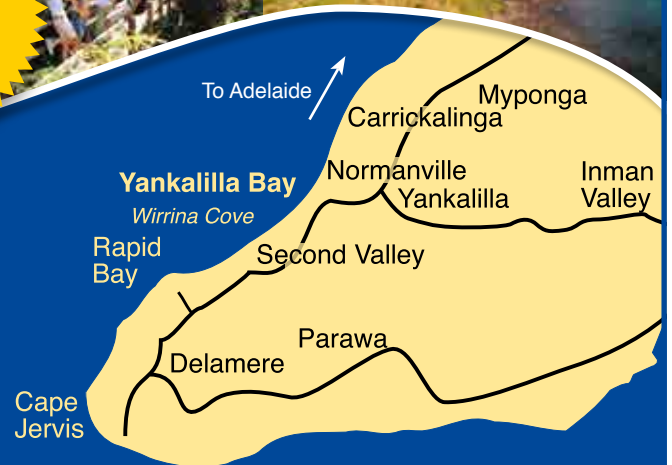 To Adelaide
Myponga
Carrickalinga
Normanville
Inman
Valley
Yankalilla Bay
Yankalilla
Wirrina Cove
Rapid
Bay
Second Valley
Parawa
Delamere
Cape
Jervis